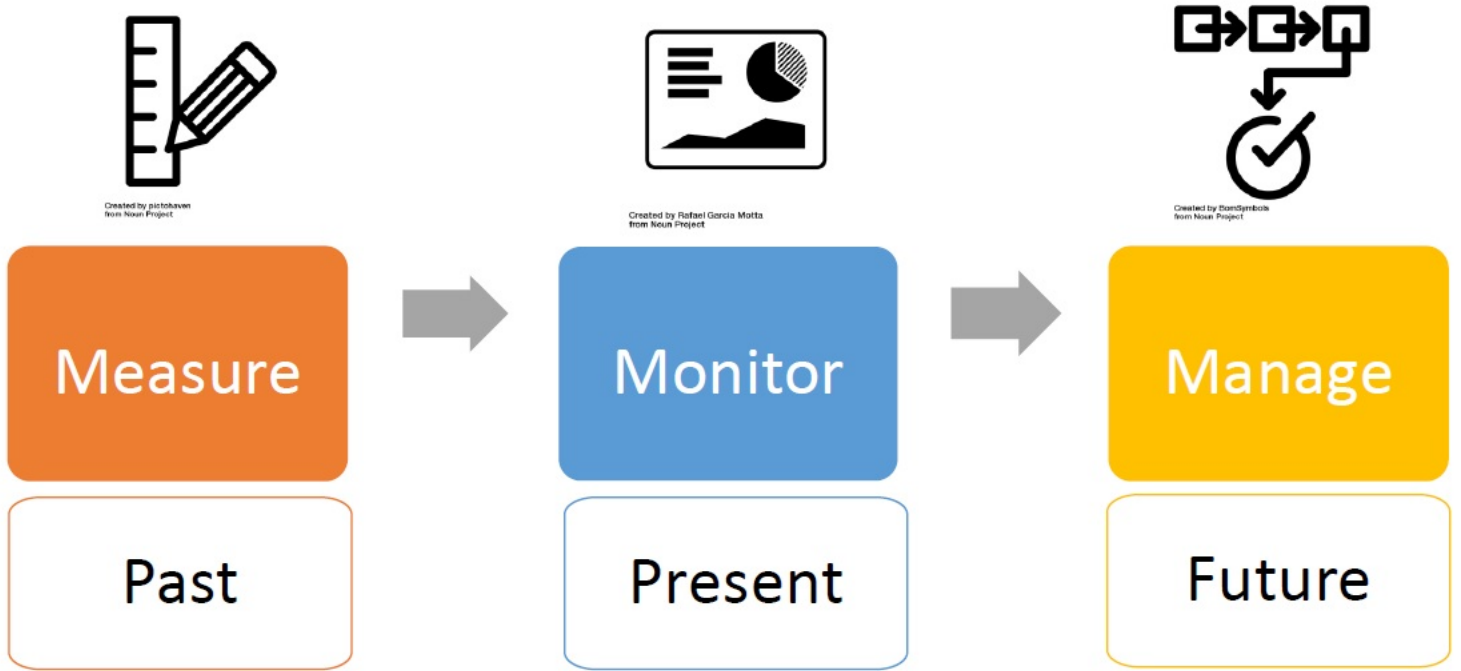 Created by pictohaven
from Noun Project
Created by Rafael Garcia Motta
from Noun Project
Created by BomSymbols
from Noun Project
Measure
Monitor
Manage
Past
Present
Future